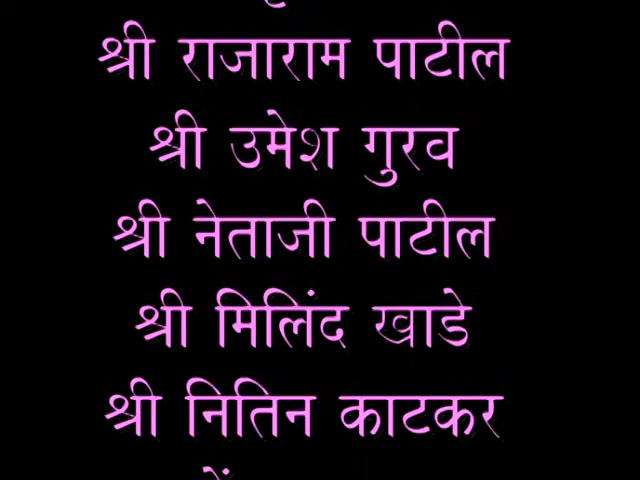 श्री राजाराम पाटील
श्री उमेश गुरव
श्री नेताजी पाटील
श्री मिलिंद खाडे
श्री नितिन काटकर